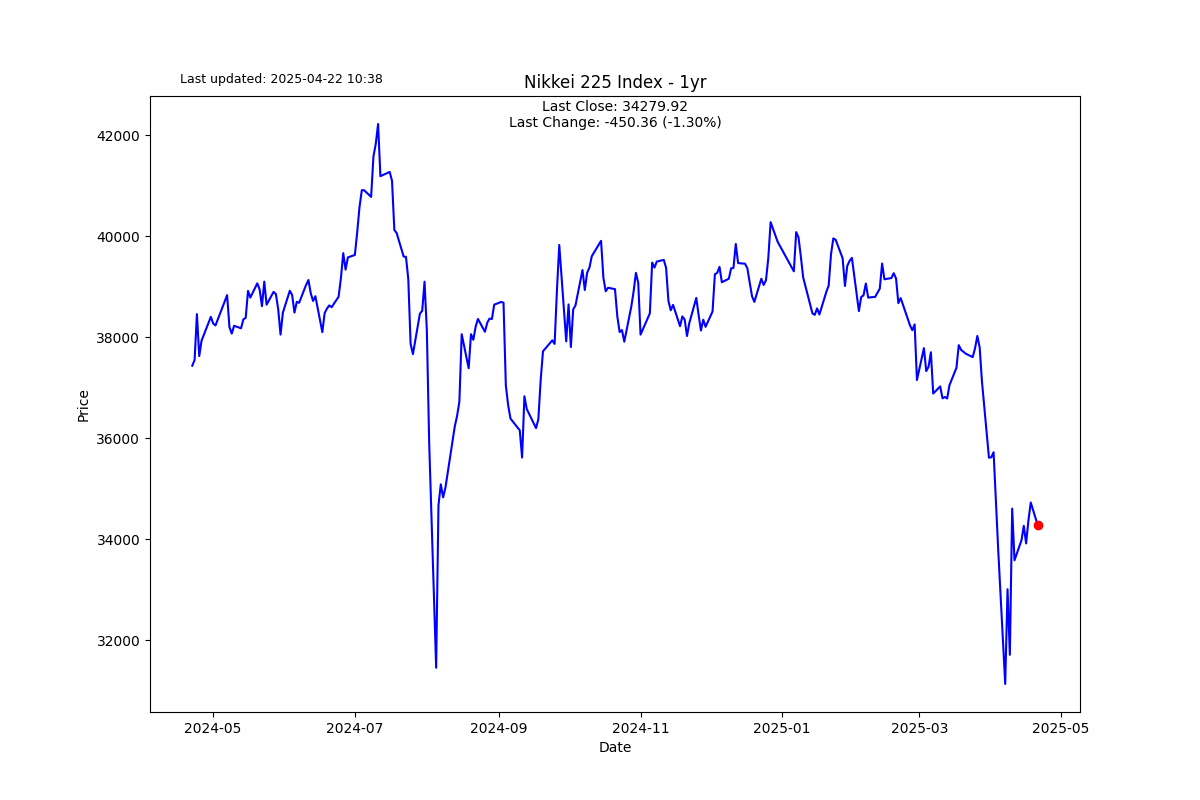 Last updated: 2025-04-22 10:38
Nikkei 225 Index - 1yr
Last Close: 34279.92
Last Change: -450.36 (-1.30%)
42000
40000
38000
36000
34000
32000
Price
2024-05
2024-07
2024-09
2024-11
2025-01
2025-03
2025-05
Date